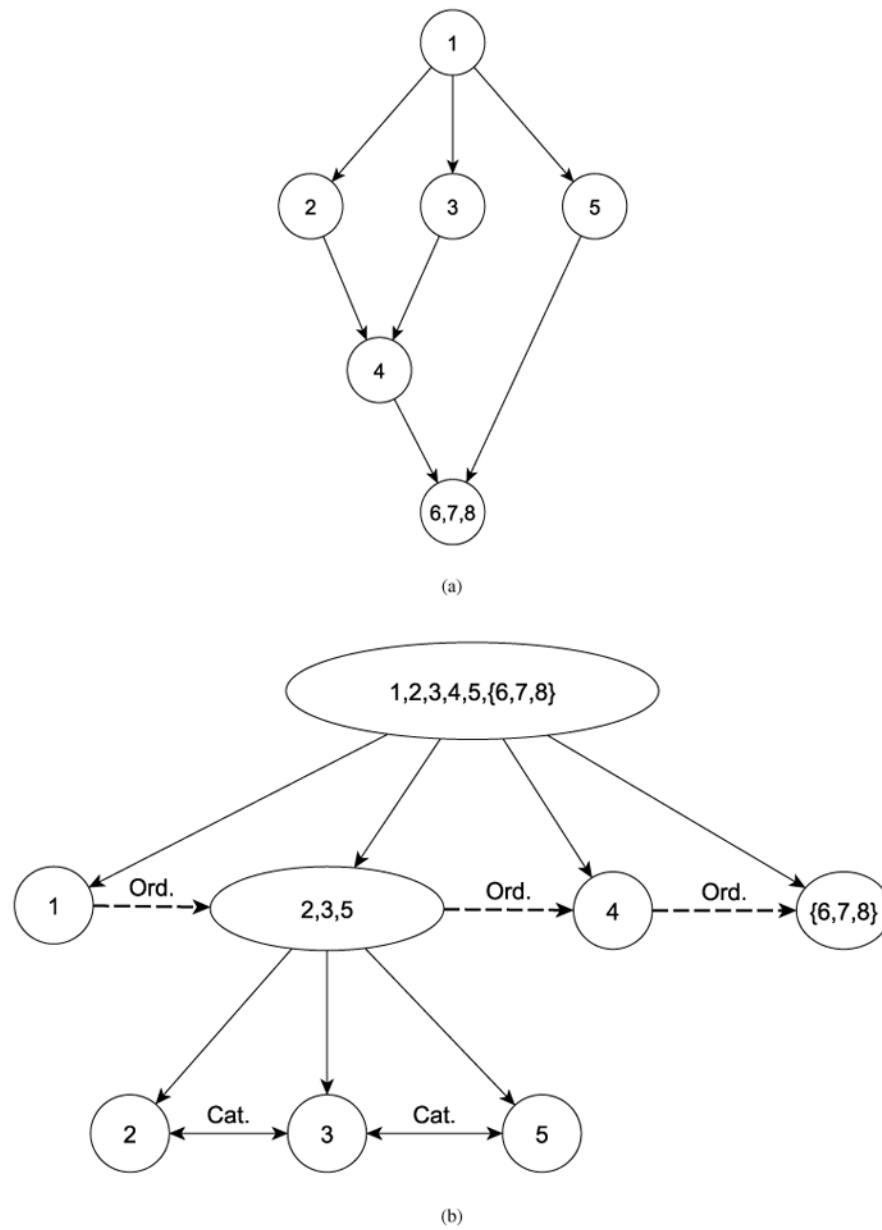 1
2 3 5
4
6,7,8
(a)
1,2,3,4,5,{6,7,8}
Ord. Ord. Ord.
1 2,3,5 4 {6,7,8}
Cat. Cat.
2 3 5
(b)